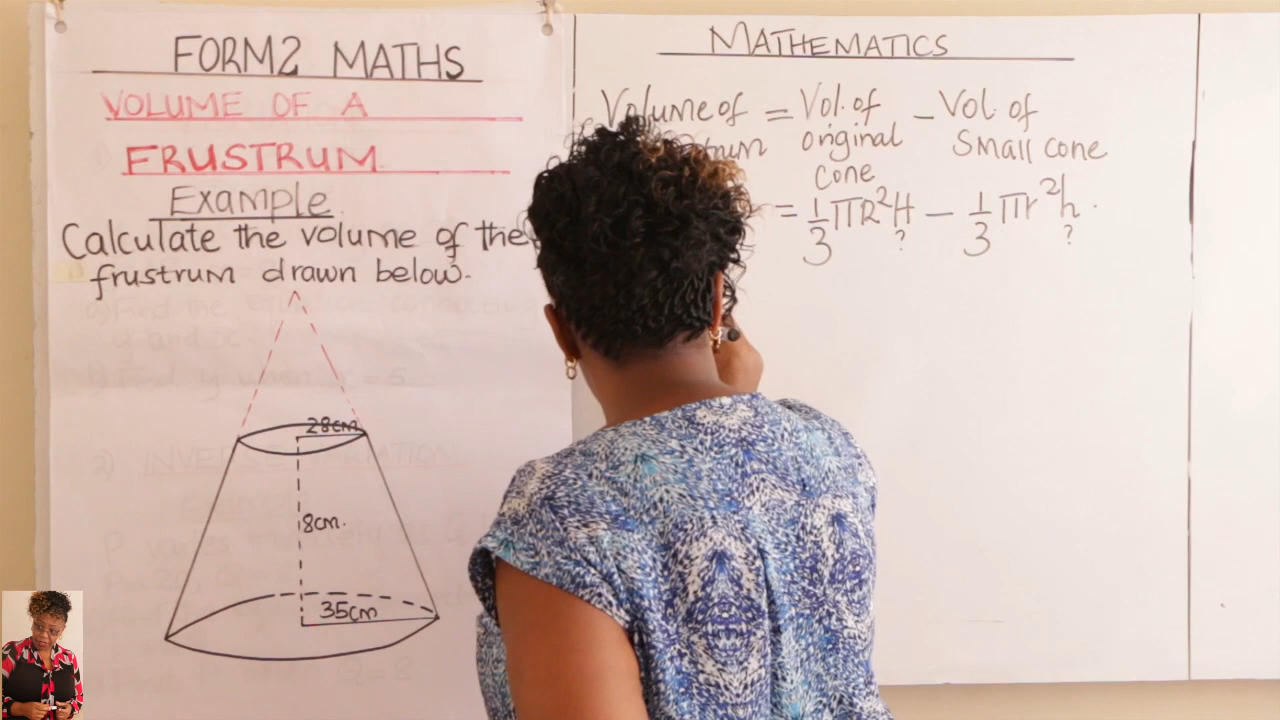 FORM2 MATHS
VOLUME OF A
FRUSTRUM
Example
Calculate the volume of the
frustrum drawn below.
28cm
8cm.
35cm
MATHEMATICS
Volume of = Vol. of - Vol. of
original small cone
cone
= 1/3 πR²H - 1/3 πr²h.
? ?